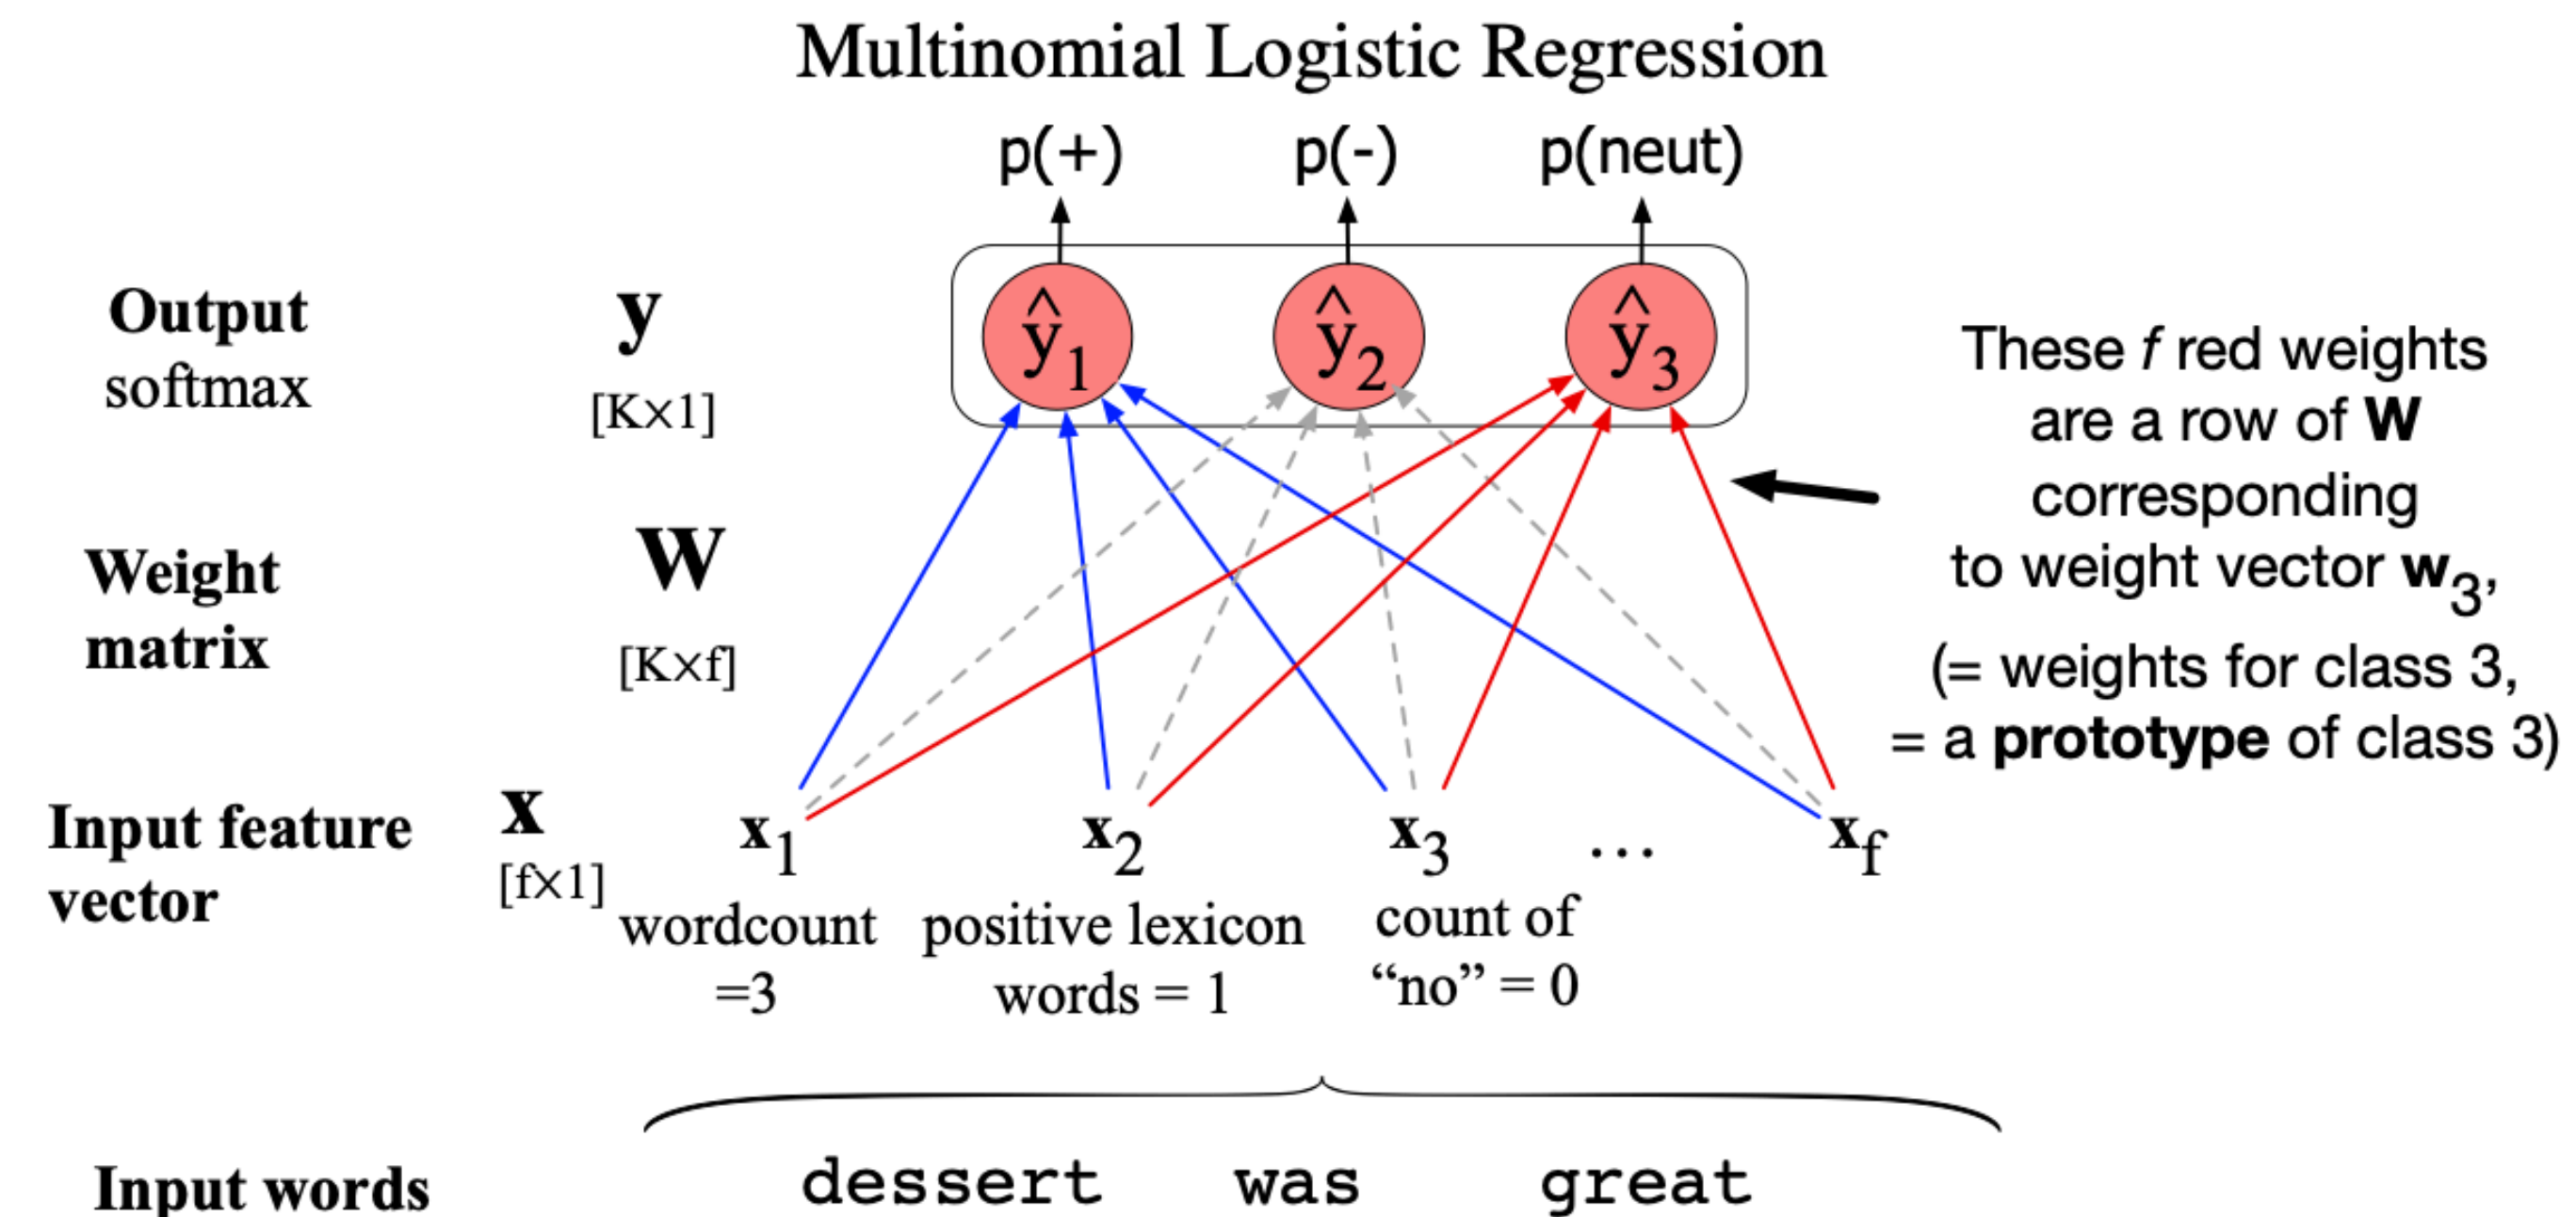 Multinomial Logistic Regression
p(+) p(-) p(neut)
Output
softmax
y
[K×1]
ŷ1 ŷ2 ŷ3
These f red weights
are a row of W
corresponding
to weight vector w3,
(= weights for class 3,
= a prototype of class 3)
Weight
matrix
W
[K×f]
Input feature
vector
x
[f×1]
x1 x2 x3 ... xf
wordcount
=3
positive lexicon
words = 1
count of
“no” = 0
Input words
dessert was great